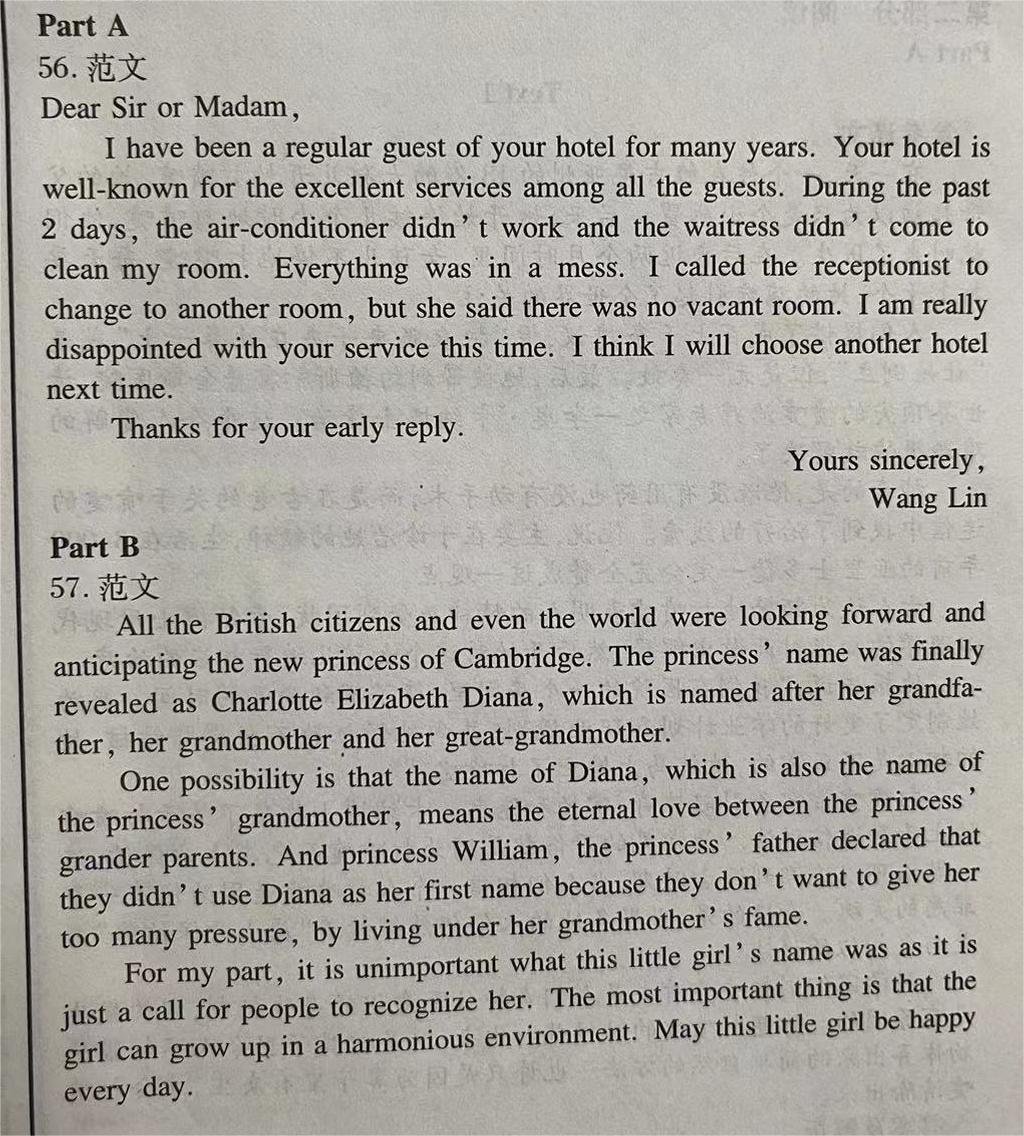 Part A
56. 范文
Dear Sir or Madam,
I have been a regular guest of your hotel for many years. Your hotel is
well-known for the excellent services among all the guests. During the past
2 days, the air-conditioner didn't work and the waitress didn't come to
clean my room. Everything was in a mess. I called the receptionist to
change to another room, but she said there was no vacant room. I am really
disappointed with your service this time. I think I will choose another hotel
next time.
Thanks for your early reply.
Yours sincerely,
Wang Lin
Part B
57. 范文
All the British citizens and even the world were looking forward and
anticipating the new princess of Cambridge. The princess' name was finally
revealed as Charlotte Elizabeth Diana, which is named after her grandfa-
ther, her grandmother and her great-grandmother.
One possibility is that the name of Diana, which is also the name of
the princess' grandmother, means the eternal love between the princess'
grander parents. And princess William, the princess' father declared that
they didn't use Diana as her first name because they don't want to give her
too many pressure, by living under her grandmother's fame.
For my part, it is unimportant what this little girl's name was as it is
just a call for people to recognize her. The most important thing is that the
girl can grow up in a harmonious environment. May this little girl be happy
every day.